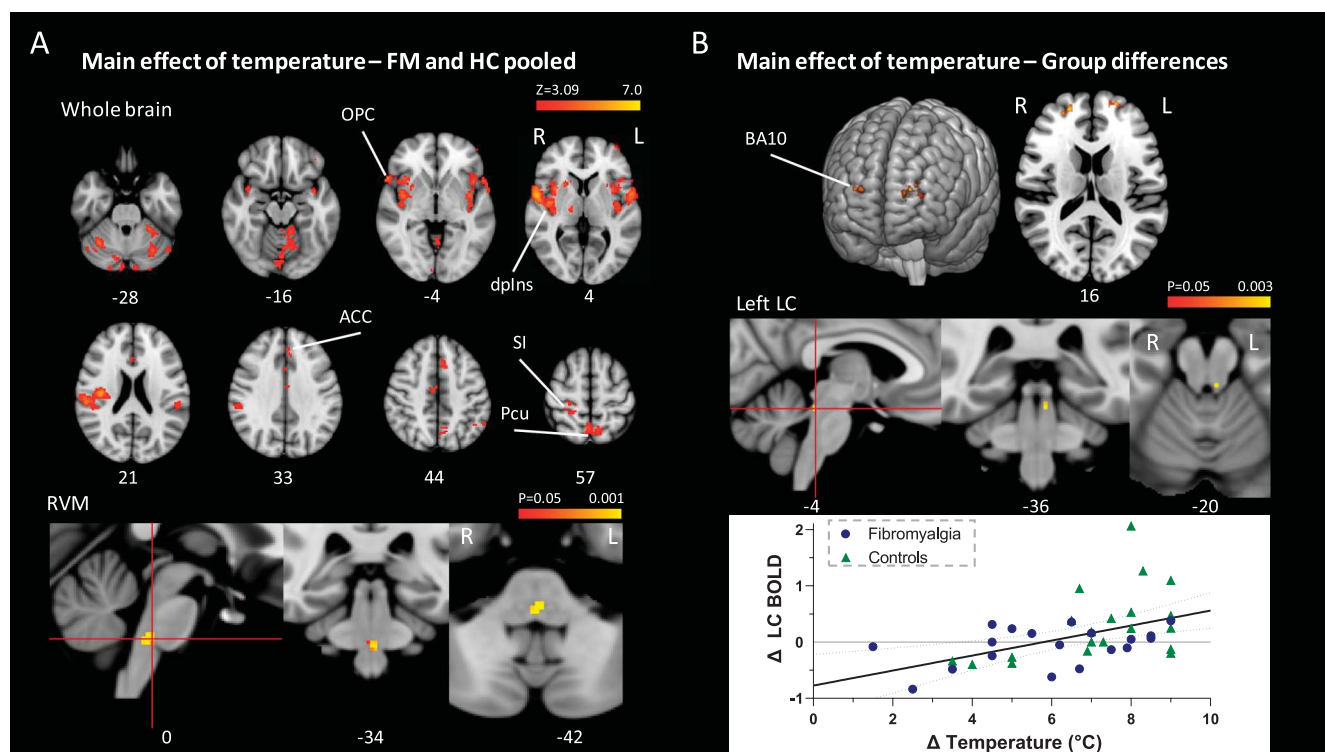 A
Main effect of temperature – FM and HC pooled
Whole brain
Z=3.09 7.0
OPC
R L
dpIns
-28 -16 -4 4
ACC
SI
Pcu
21 33 44 57
RVM
P=0.05 0.001
R L
0 -34 -42
B
Main effect of temperature – Group differences
R L
BA10
16
Left LC
P=0.05 0.003
R L
-4 -36 -20
Fibromyalgia
Controls
2
1
0
-1
Δ LC BOLD
0 2 4 6 8 10
Δ Temperature (°C)